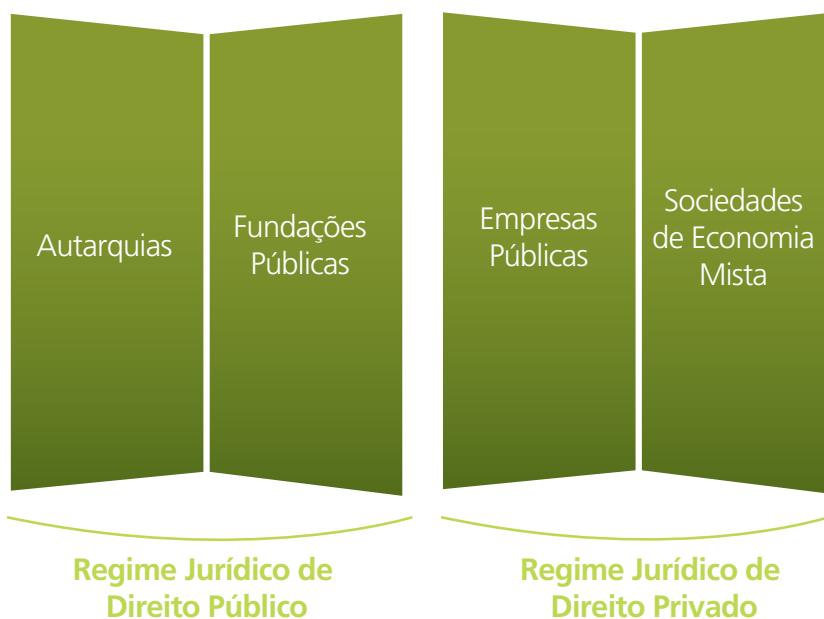 Autarquias
Fundações
Públicas
Empresas
Públicas
Sociedades
de Economia
Mista
Regime Jurídico de
Direito Público
Regime Jurídico de
Direito Privado